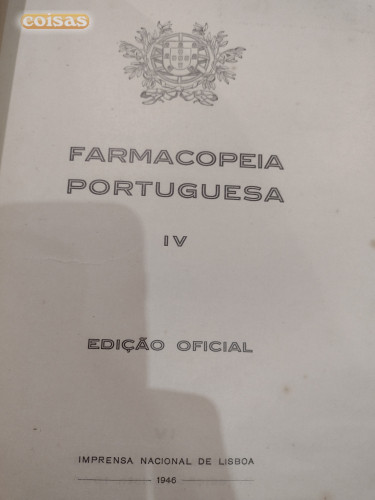 coisas
FARMACOPEIA
PORTUGUESA
IV
EDIÇÃO OFICIAL
IMPRENSA NACIONAL DE LISBOA
1946